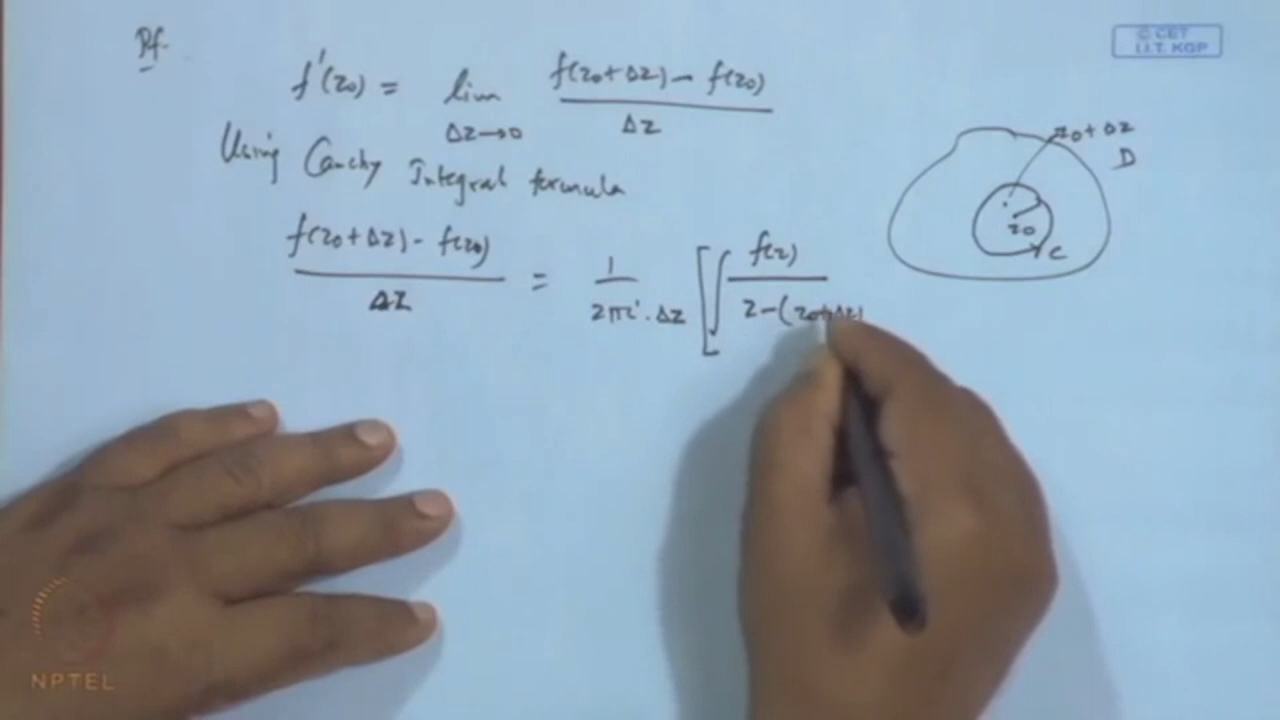 Pf.
© CET
I.I.T. KGP
f'(z0) = lim f(z0+Δz) - f(z0)
Δz→0 Δz
z0+Δz
D
Using Cauchy Integral formula
z0
c
f(z0+Δz) - f(z0) = 1 [∫ f(z)
Δz 2πi.Δz z-(z0+Δz)
NPTEL